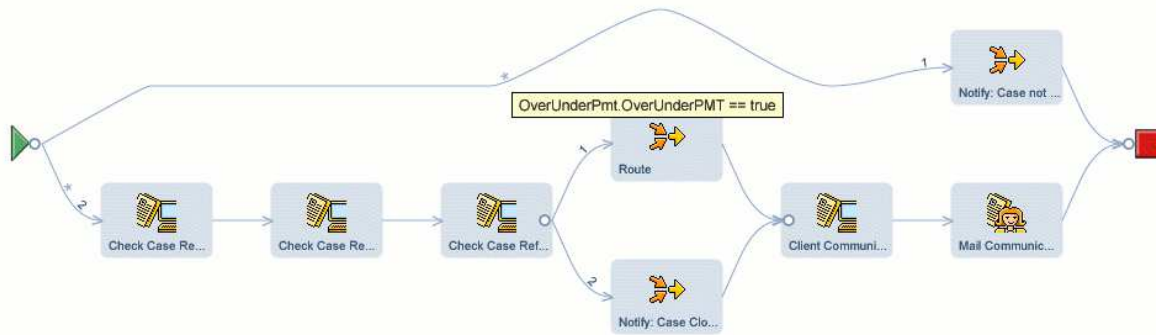 *
1
Notify: Case not ...
OverUnderPmt.OverUnderPMT == true
1
Route
*
2
Check Case Re...
Check Case Re...
Check Case Ref...
Client Communi...
Mail Communic...
2
Notify: Case Clo...